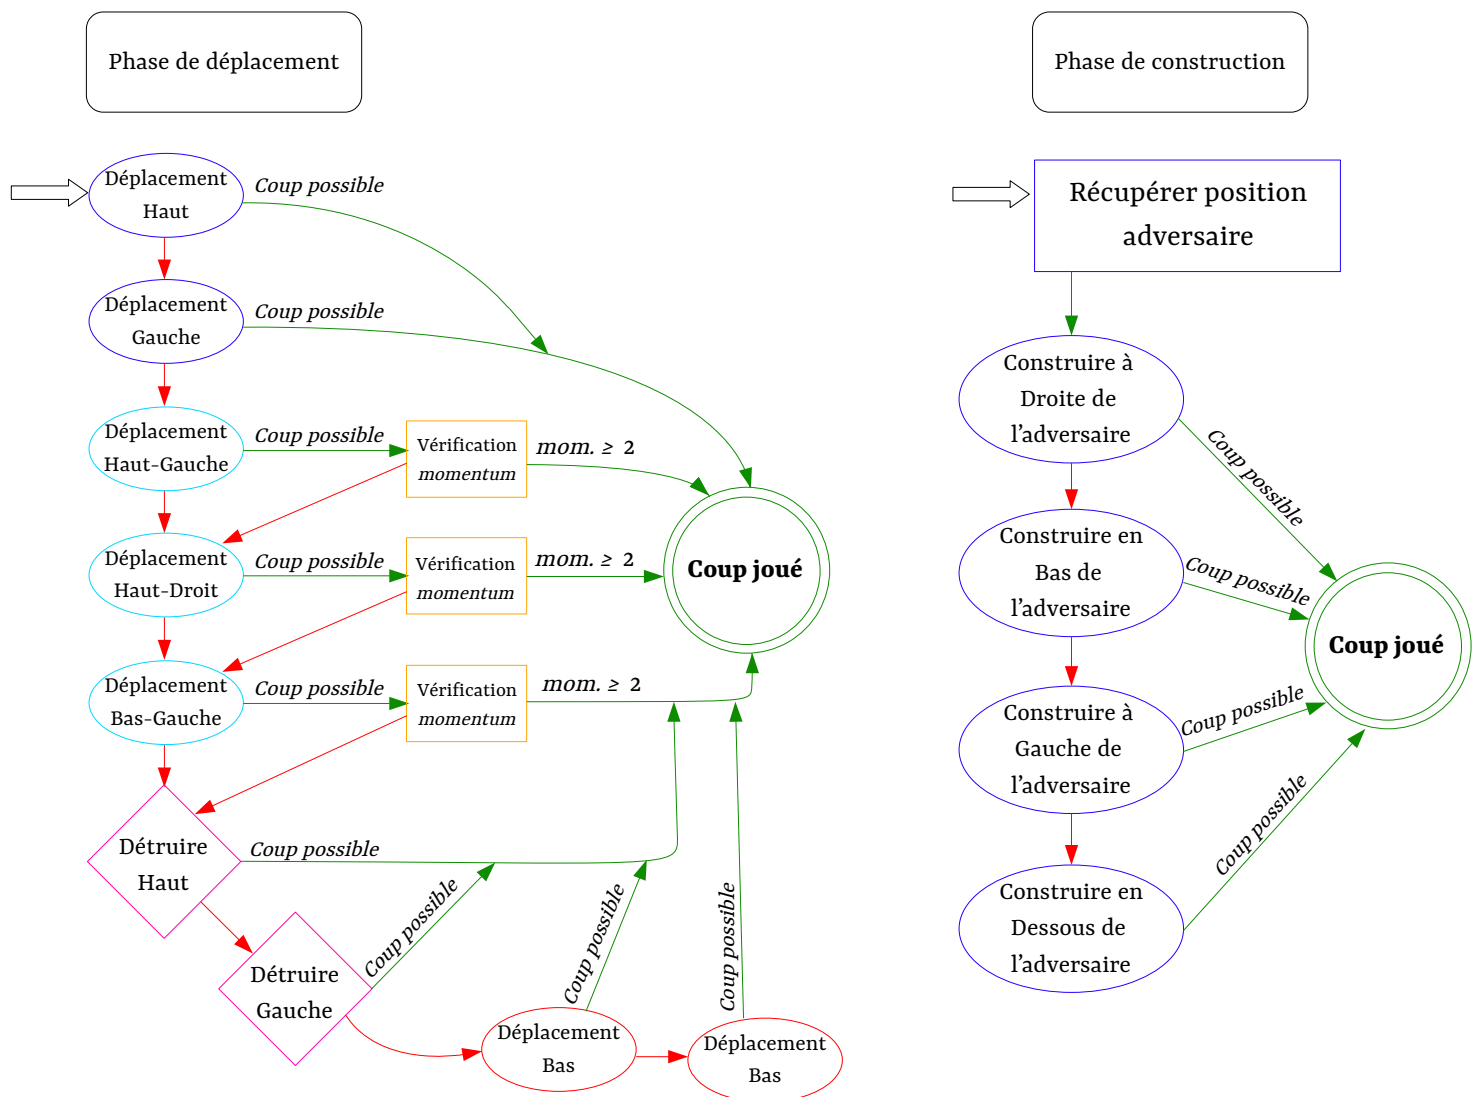 Phase de déplacement
Déplacement
Haut
Coup possible
Déplacement
Gauche
Coup possible
Déplacement
Haut-Gauche
Coup possible
Vérification
momentum
mom. ≥ 2
Déplacement
Haut-Droit
Coup possible
Vérification
momentum
mom. ≥ 2
Coup joué
Déplacement
Bas-Gauche
Coup possible
Vérification
momentum
mom. ≥ 2
Détruire
Haut
Coup possible
Détruire
Gauche
Coup possible
Déplacement
Bas
Coup possible
Déplacement
Bas
Coup possible
Phase de construction
Récupérer position
adversaire
Construire à
Droite de
l’adversaire
Coup possible
Construire en
Bas de
l’adversaire
Coup possible
Coup joué
Construire à
Gauche de
l’adversaire
Coup possible
Construire en
Dessous de
l’adversaire
Coup possible